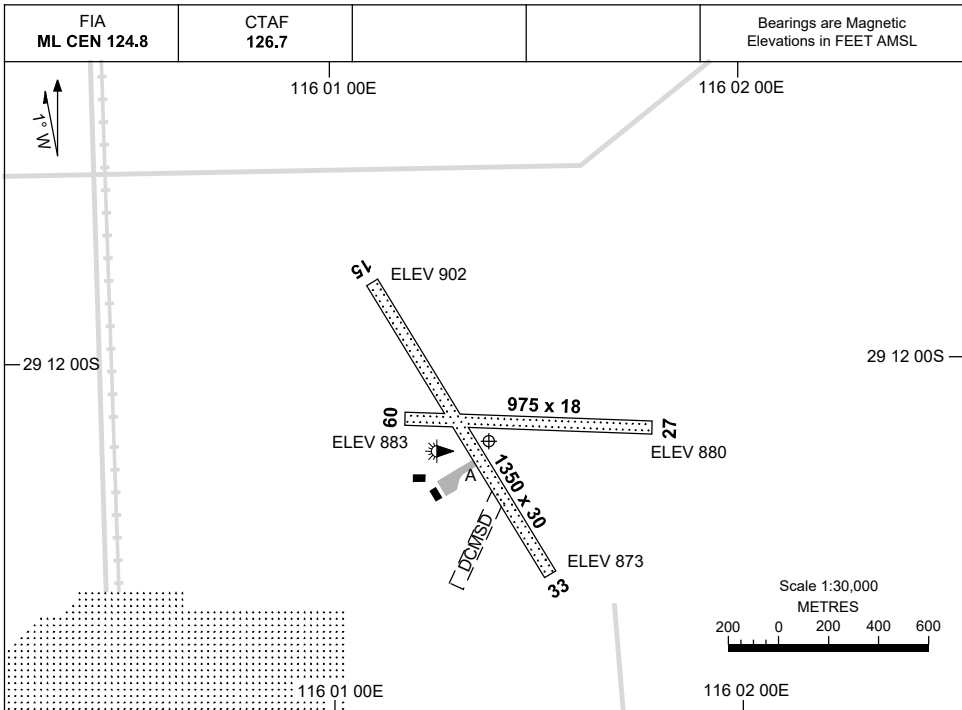 FIA
ML CEN 124.8
CTAF
126.7
Bearings are Magnetic
Elevations in FEET AMSL
116 01 00E
116 02 00E
1° W
15
ELEV 902
29 12 00S
29 12 00S
09
975 x 18
27
ELEV 883
ELEV 880
A
1350 x 30
DCMSD
ELEV 873
33
Scale 1:30,000
METRES
200 0 200 400 600
116 01 00E
116 02 00E